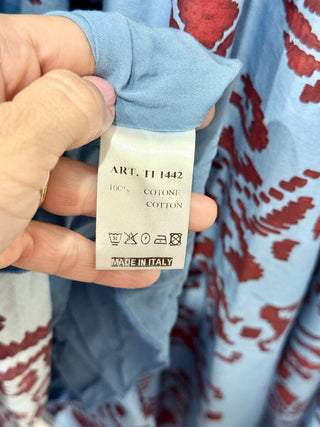 ART. TI 1442
100% COTONE
COTTON
MADE IN ITALY